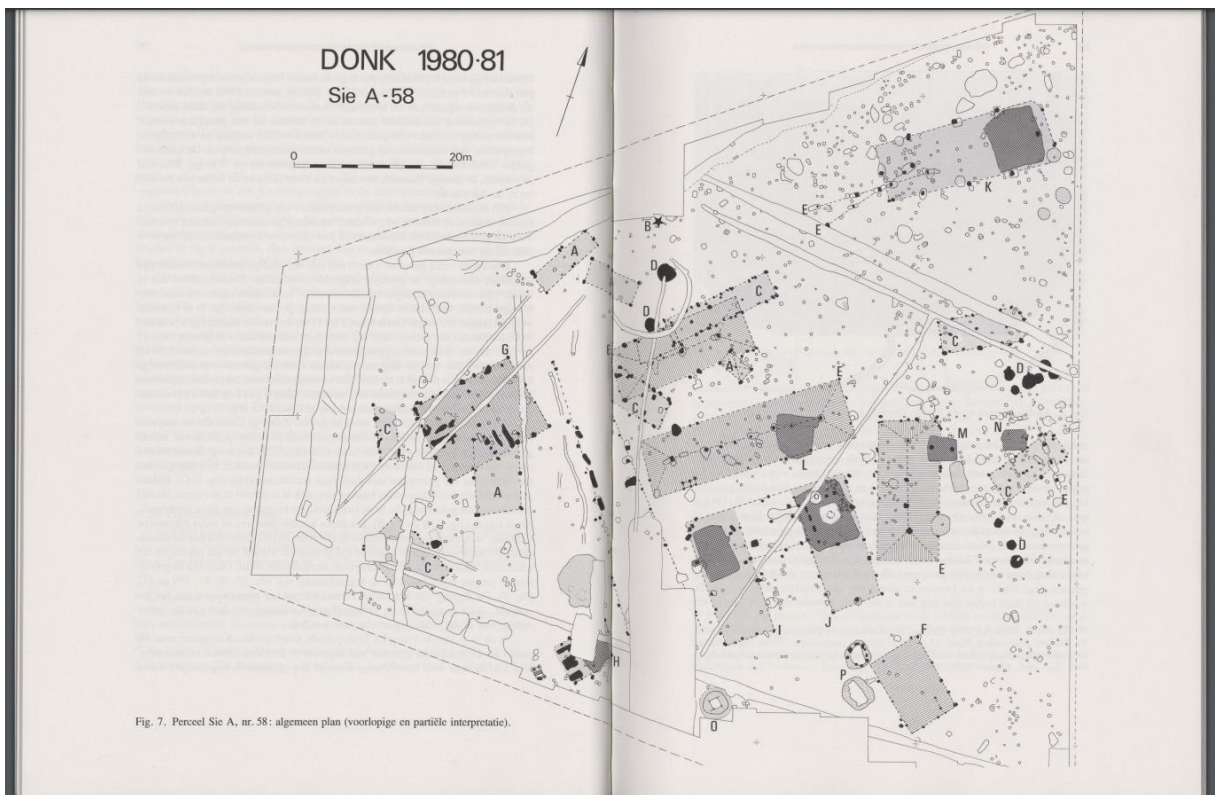 DONK 1980·81
Sie A-58
0 20m
A
B
D
C
D
E
E
K
G
C
A
E
A
C
E
C
D
L
M
N
C
E
C
A
D
E
I
J
F
H
P
O
Fig. 7. Perceel Sie A, nr. 58: algemeen plan (voorlopige en partiële interpretatie).